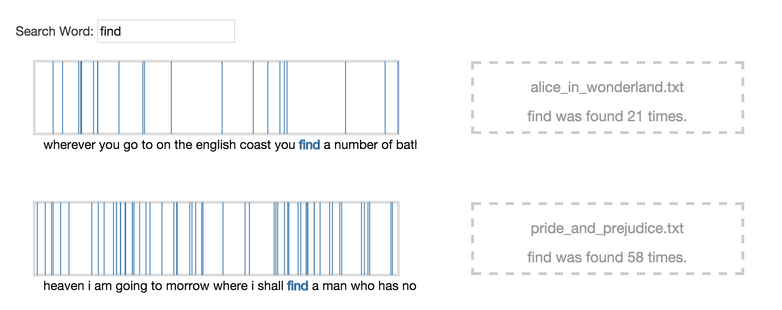 Search Word: find
alice_in_wonderland.txt
find was found 21 times.
wherever you go to on the english coast you find a number of
pride_and_prejudice.txt
find was found 58 times.
heaven i am going to morrow where i shall find a man who has no